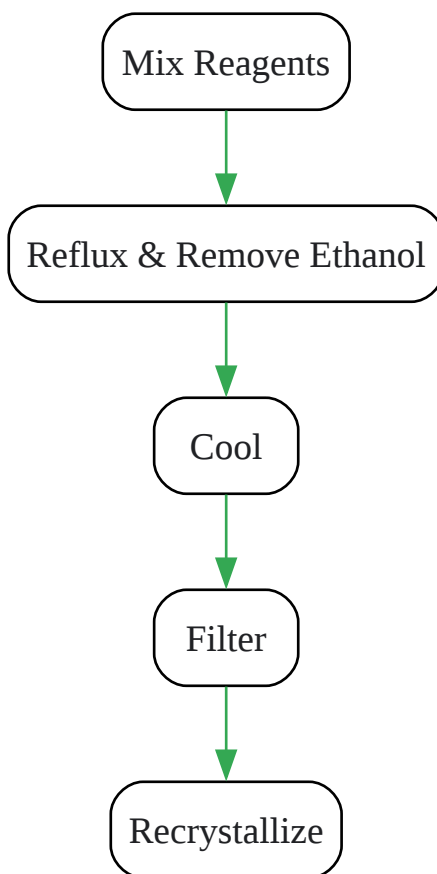 Mix Reagents
Reflux & Remove Ethanol
Cool
Filter
Recrystallize